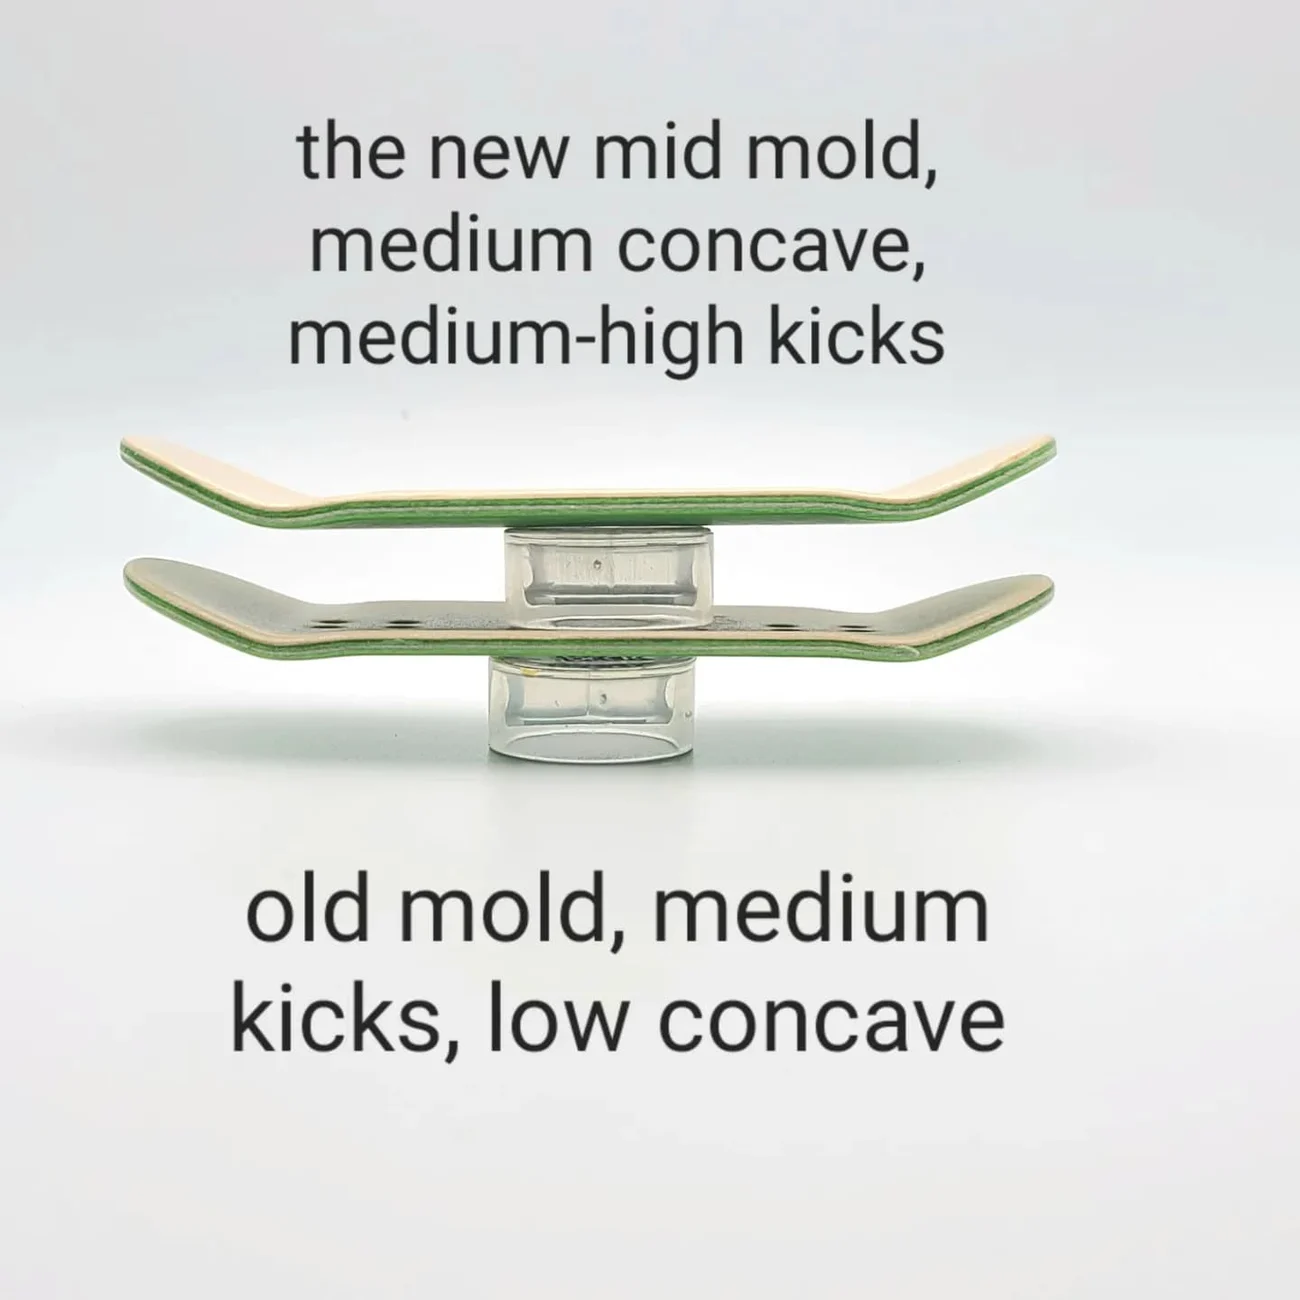 the new mid mold,
medium concave,
medium-high kicks
old mold, medium
kicks, low concave